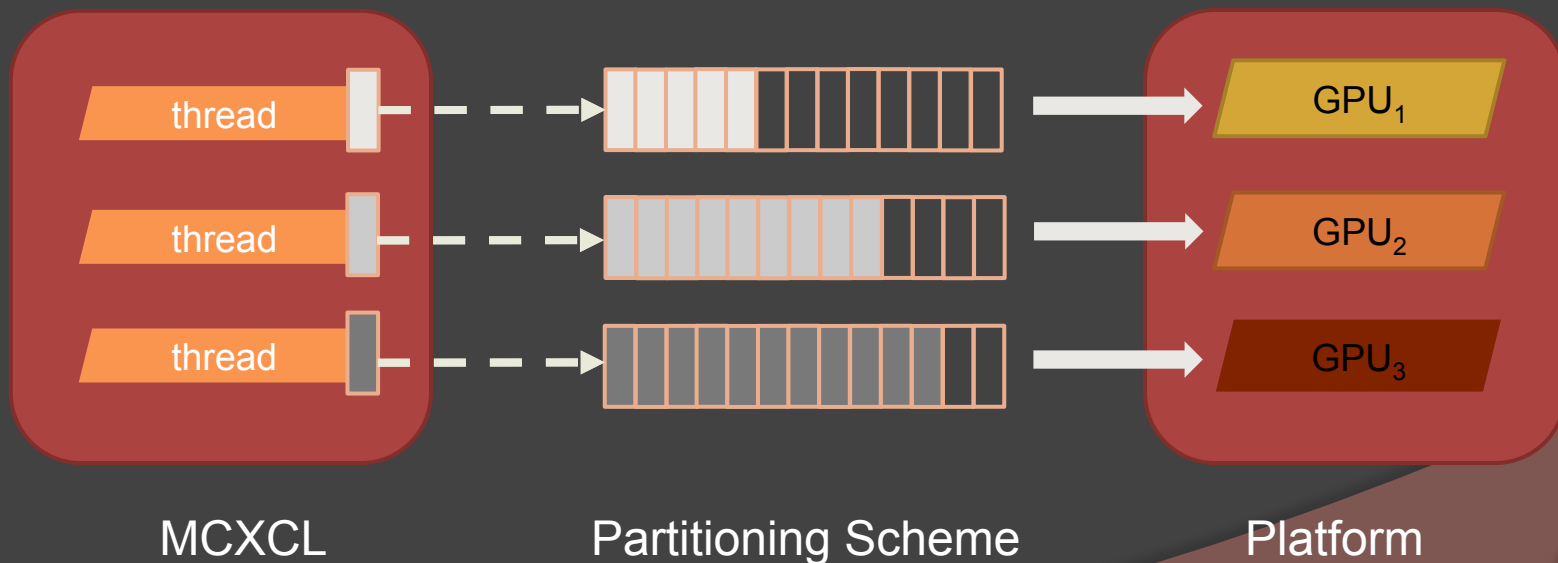 thread
GPU₁
thread
GPU₂
thread
GPU₃
MCXCL
Partitioning Scheme
Platform